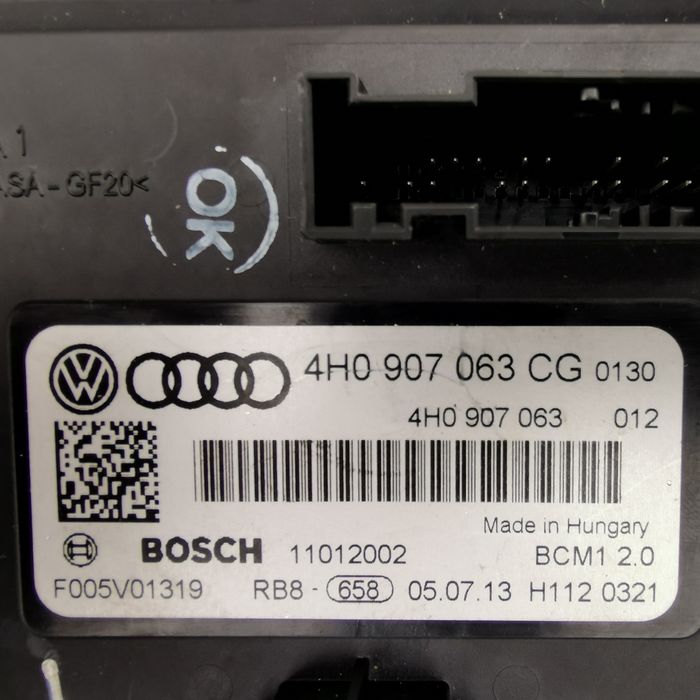 A 1
ASA-GF20<
(OK)
4H0 907 063 CG 0130
4H0 907 063 012
Made in Hungary
BOSCH 11012002 BCM1 2.0
F005V01319 RB8 - 658 05.07.13 H112 0321